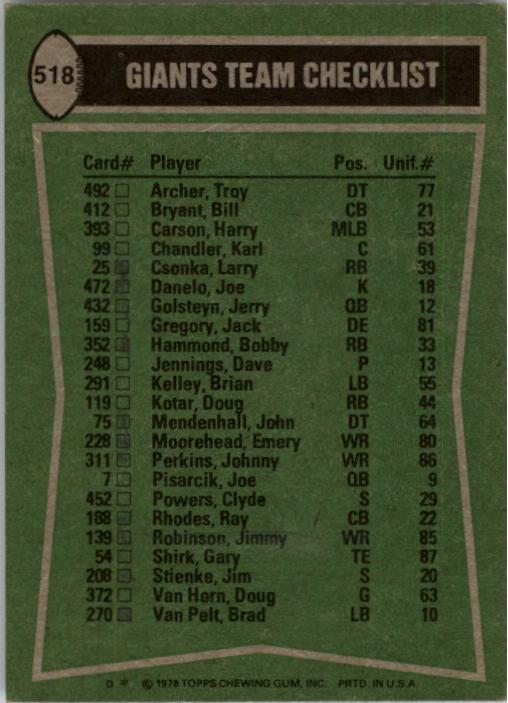 518
GIANTS TEAM CHECKLIST
Card# Player Pos. Unif.#
492 Archer, Troy DT 77
412 Bryant, Bill CB 21
393 Carson, Harry MLB 53
99 Chandler, Karl C 61
25 Csonka, Larry RB 39
472 Danelo, Joe K 18
432 Golsteyn, Jerry QB 12
159 Gregory, Jack DE 81
352 Hammond, Bobby RB 33
248 Jennings, Dave P 13
291 Kelley, Brian LB 55
119 Kotar, Doug RB 44
75 Mendenhall, John DT 64
228 Moorehead, Emery WR 80
311 Perkins, Johnny WR 86
7 Pisarcik, Joe QB 9
452 Powers, Clyde S 29
188 Rhodes, Ray CB 22
139 Robinson, Jimmy WR 85
54 Shirk, Gary TE 87
208 Stienke, Jim S 20
372 Van Horn, Doug G 63
270 Van Pelt, Brad LB 10
D * © 1978 TOPPS CHEWING GUM, INC. PRTD. IN U.S.A.